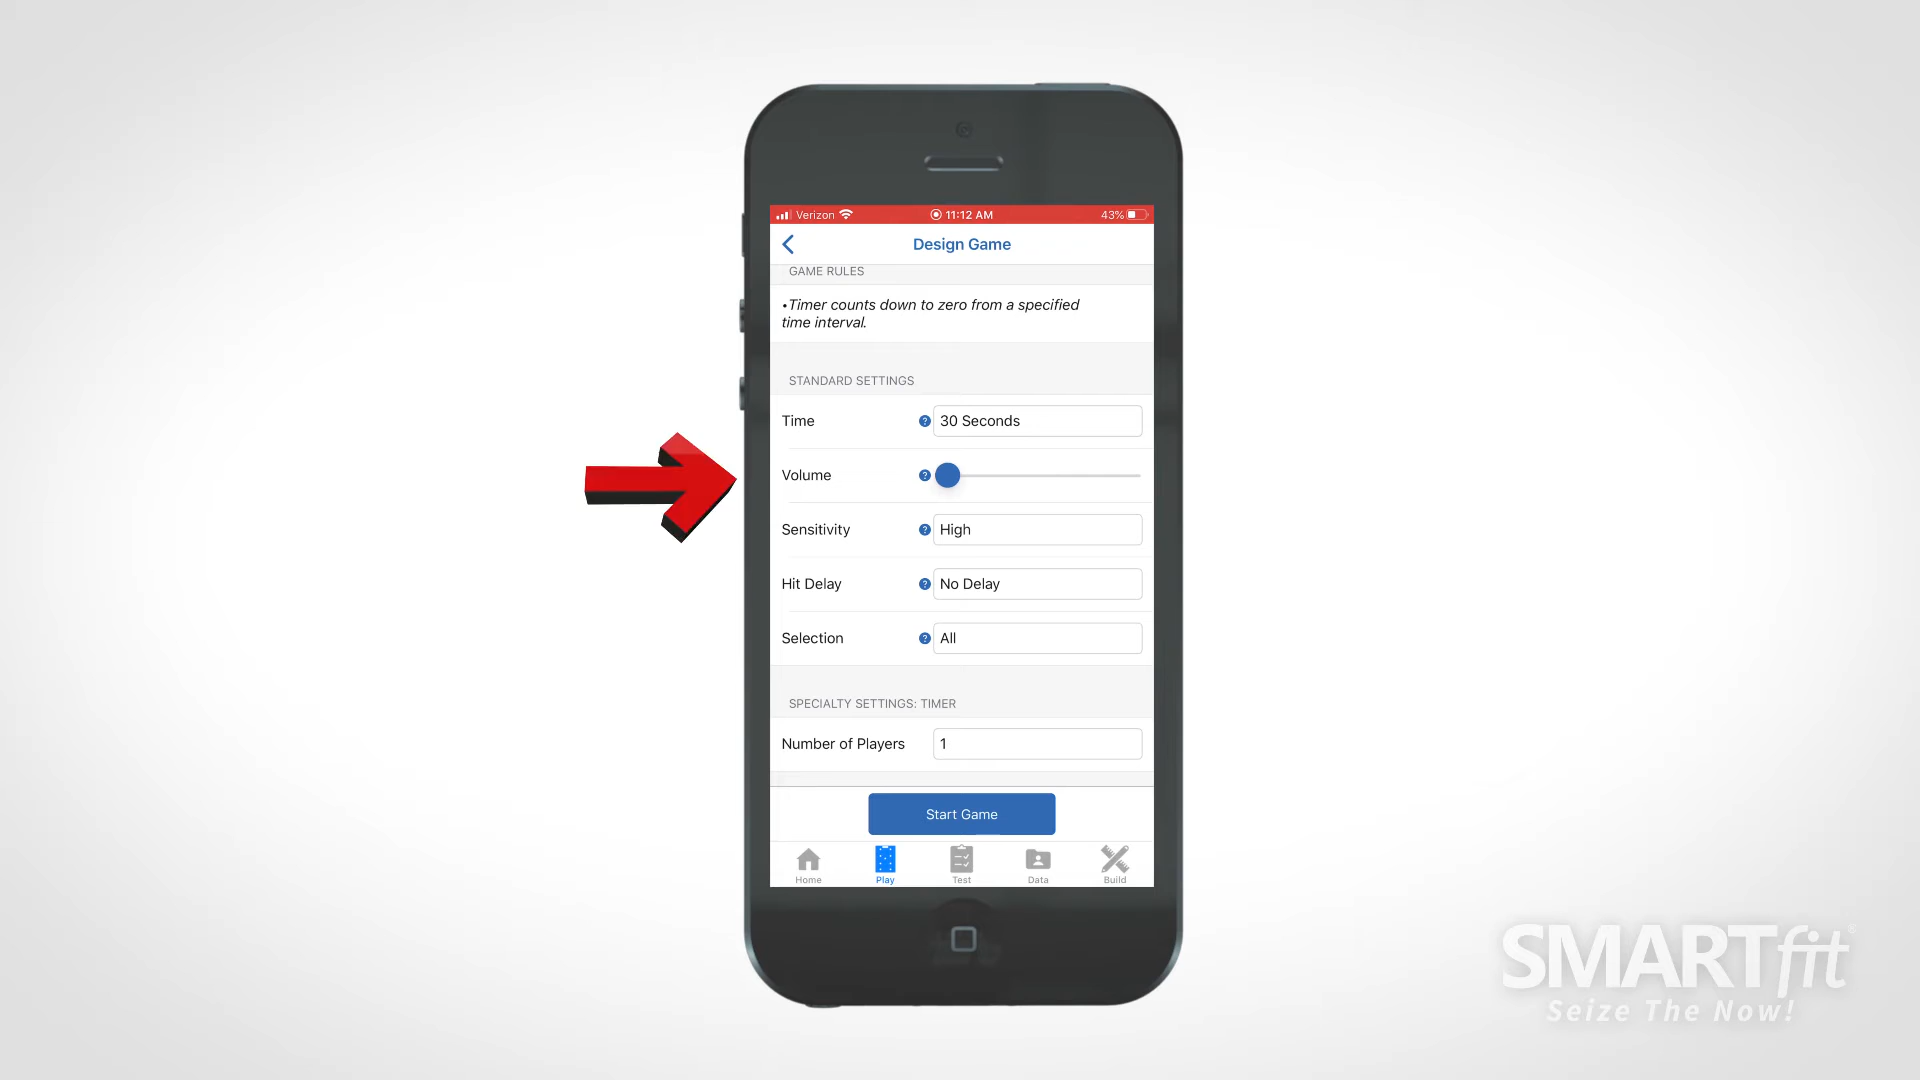 Verizon 11:12 AM 43%
Design Game
GAME RULES
•Timer counts down to zero from a specified
time interval.
STANDARD SETTINGS
Time ? 30 Seconds
Volume ?
Sensitivity ? High
Hit Delay ? No Delay
Selection ? All
SPECIALTY SETTINGS: TIMER
Number of Players 1
Start Game
Home Play Test Data Build
SMARTfit®
Seize The Now!